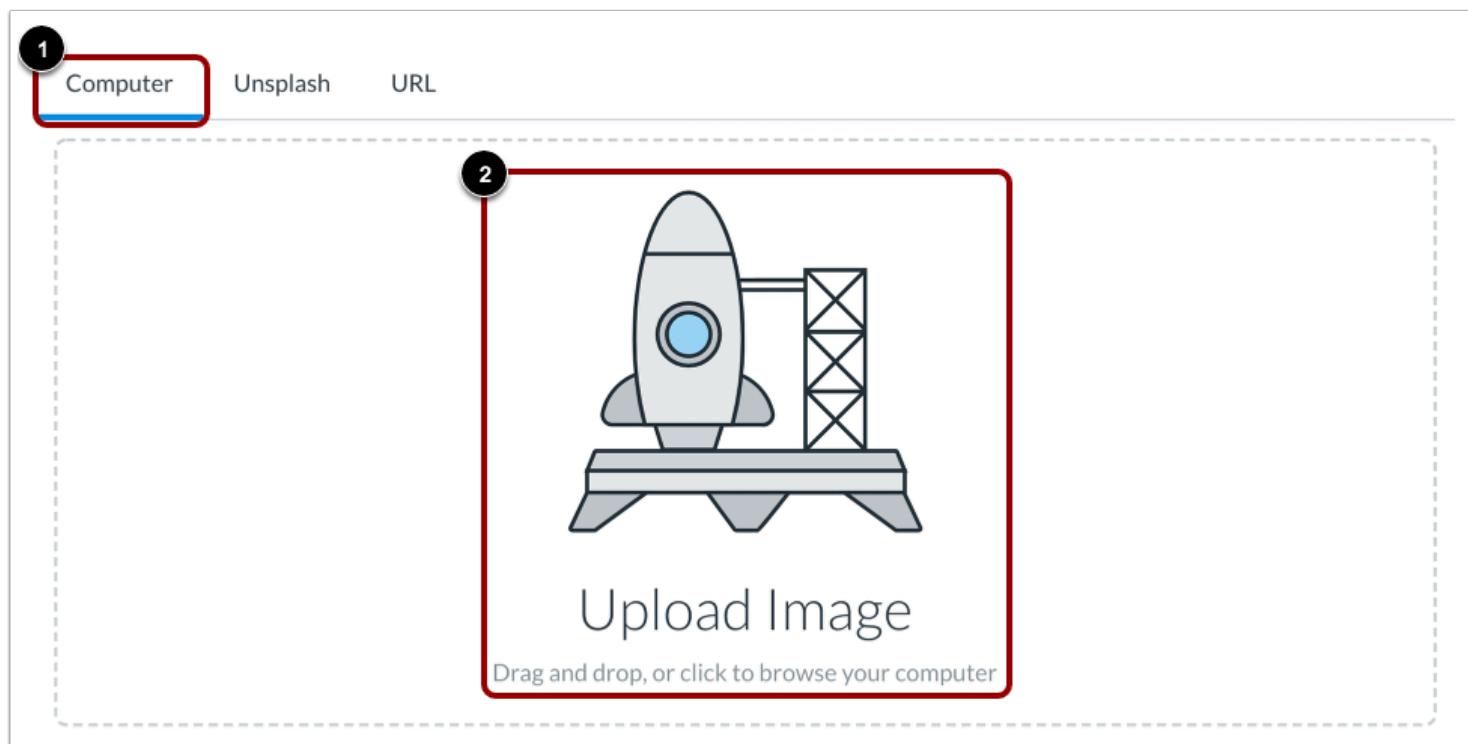 1
Computer Unsplash URL
2
Upload Image
Drag and drop, or click to browse your computer